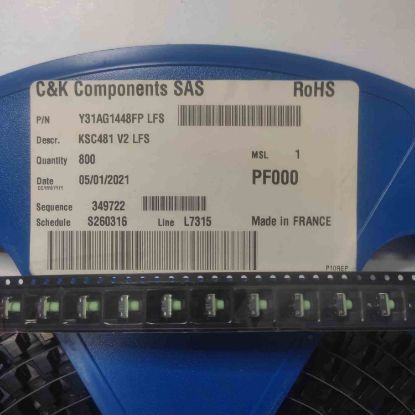 C&K Components SAS RoHS
P/N Y31AG1448FP LFS
Descr. KSC481 V2 LFS
Quantity 800 MSL 1
Date 05/01/2021 PF000
Sequence 349722
Schedule S260316 Line L7315 Made in FRANCE
P10REP